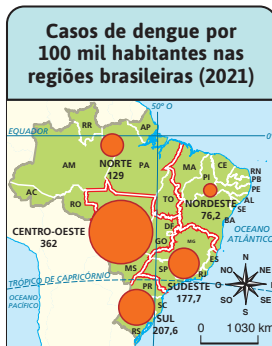 Casos de dengue por
100 mil habitantes nas
regiões brasileiras (2021)
50º O
EQUADOR
0º
RR
AP
NORTE
129
AM
PA
MA
CE
RN
PB
PE
AL
SE
PI
AC
RO
TO
NORDESTE
76,2
BA
CENTRO-OESTE
362
DF
GO
MG
OCEANO
ATLÂNTICO
MS
ES
SP
RJ
TRÓPICO DE CAPRICÓRNIO
SUDESTE
177,7
OCEANO
PACÍFICO
PR
SC
SUL
207,6
RS
N
NO
NE
O
SE
S
0
1 030 km